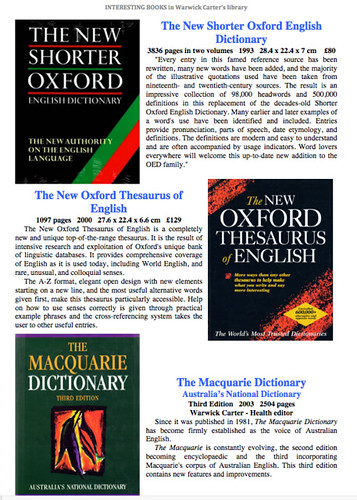 INTERESTING BOOKS in Warwick Carter's library
THE NEW
SHORTER
OXFORD
ENGLISH DICTIONARY
THE NEW AUTHORITY
ON THE ENGLISH
LANGUAGE
The New Shorter Oxford English
Dictionary
3836 pages in two volumes 1993 28.4 x 22.4 x 7 cm £80
"Every entry in this famed reference source has been
rewritten, many new words have been added, and the majority
of the illustrative quotations used have been taken from
nineteenth- and twentieth-century sources. The result is an
impressive collection of 98,000 headwords and 500,000
definitions in this replacement of the decades-old Shorter
Oxford English Dictionary. Many earlier and later examples of
a word's use have been identified and included. Entries
provide pronunciation, parts of speech, date etymology, and
definitions. The definitions are modern and easy to understand
and are often accompanied by usage indicators. Word lovers
everywhere will welcome this up-to-date new addition to the
OED family."
The New Oxford Thesaurus of
English
1097 pages 2000 27.6 x 22.4 x 6.6 cm £129
The New Oxford Thesaurus of English is a completely
new and unique top-of-the-range thesaurus. It is the result of
intensive research and exploitation of Oxford's unique bank
of linguistic databases. It provides comprehensive coverage
of English as it is used today, including World English, and
rare, unusual, and colloquial senses.
The A-Z format, elegant open design with new elements
starting on a new line, and the most useful alternative words
given first, make this thesaurus particularly accessible. Help
on how to use senses correctly is given through practical
example phrases and the cross-referencing system takes the
user to other useful entries.
The NEW
OXFORD
THESAURUS
of ENGLISH
More ways than any other
thesaurus to help make
what you write and say
more interesting
600,000+
The World's Most Trusted Dictionaries
THE
MACQUARIE
DICTIONARY
THIRD EDITION
AUSTRALIA'S NATIONAL DICTIONARY
The Macquarie Dictionary
Australia's National Dictionary
Third Edition 2003 2504 pages
Warwick Carter - Health editor
Since it was published in 1981, The Macquarie Dictionary
has become firmly established as the voice of Australian
English.
The Macquarie is constantly evolving, the second edition
becoming encyclopaedic and the third incorporating
Macquarie's corpus of Australian English. This third edition
contains new features and improvements.